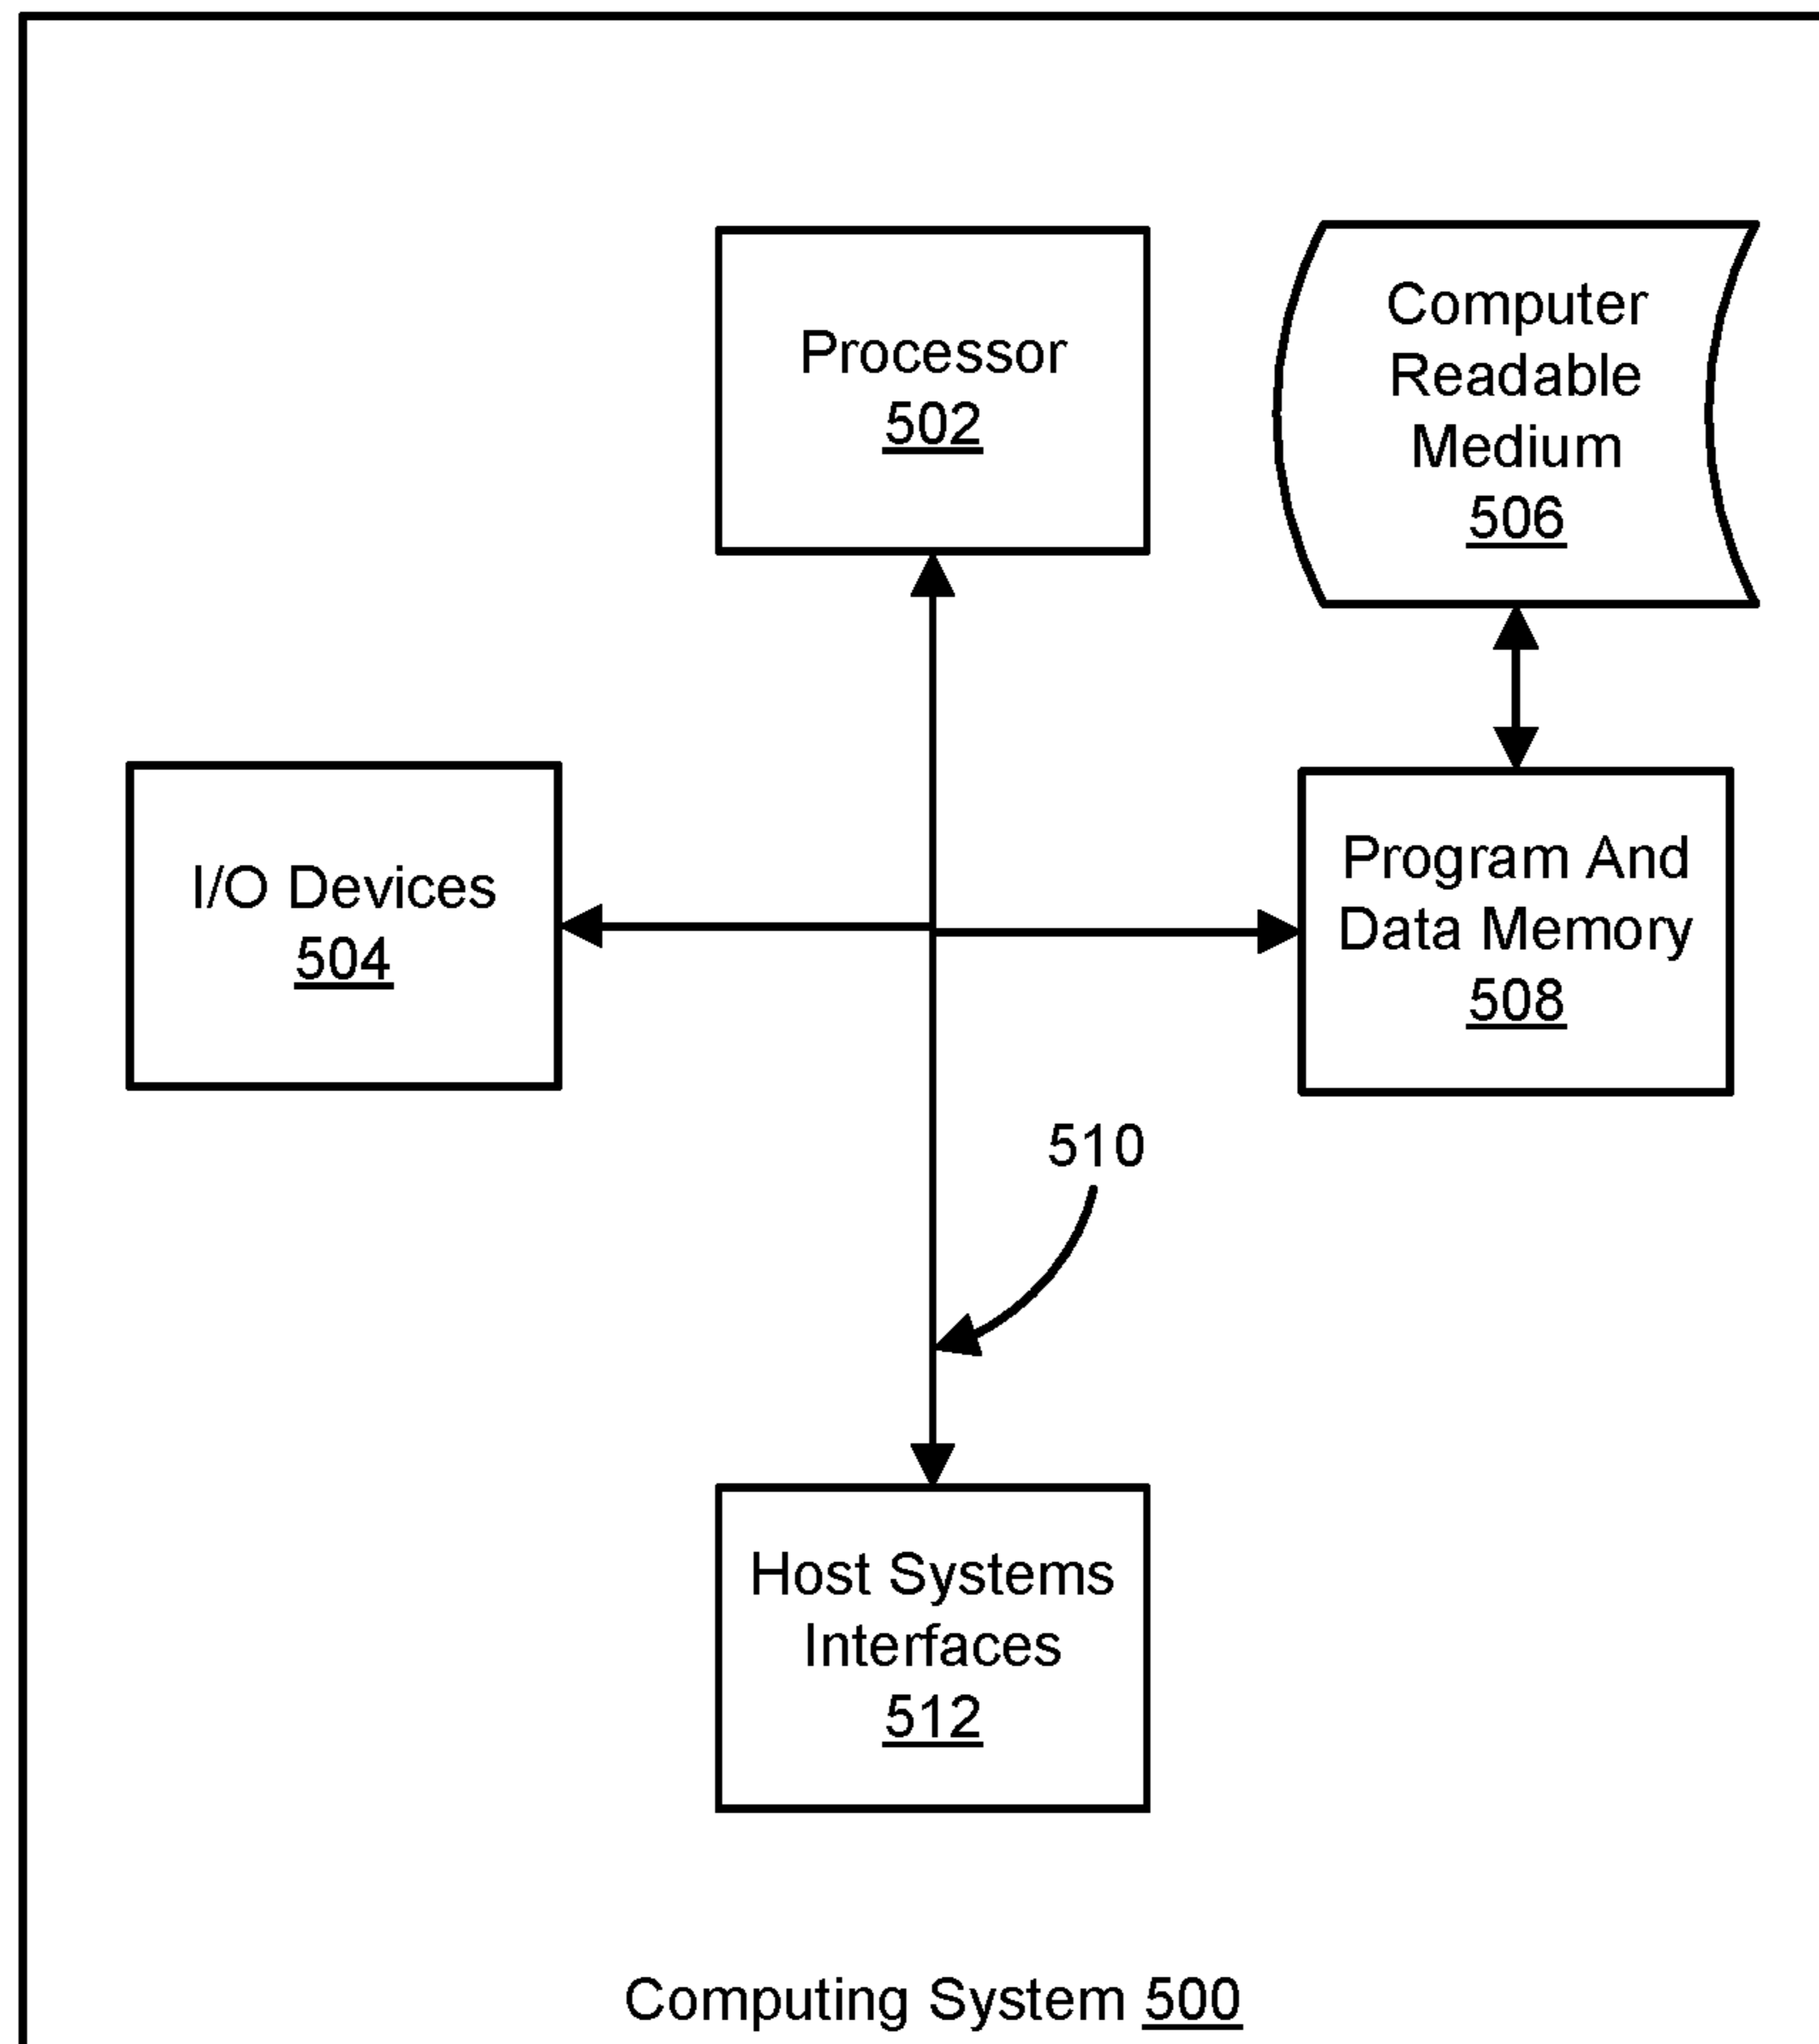 Processor
502
Computer
Readable
Medium
506
I/O Devices
504
Program And
Data Memory
508
510
Host Systems
Interfaces
512
Computing System 500